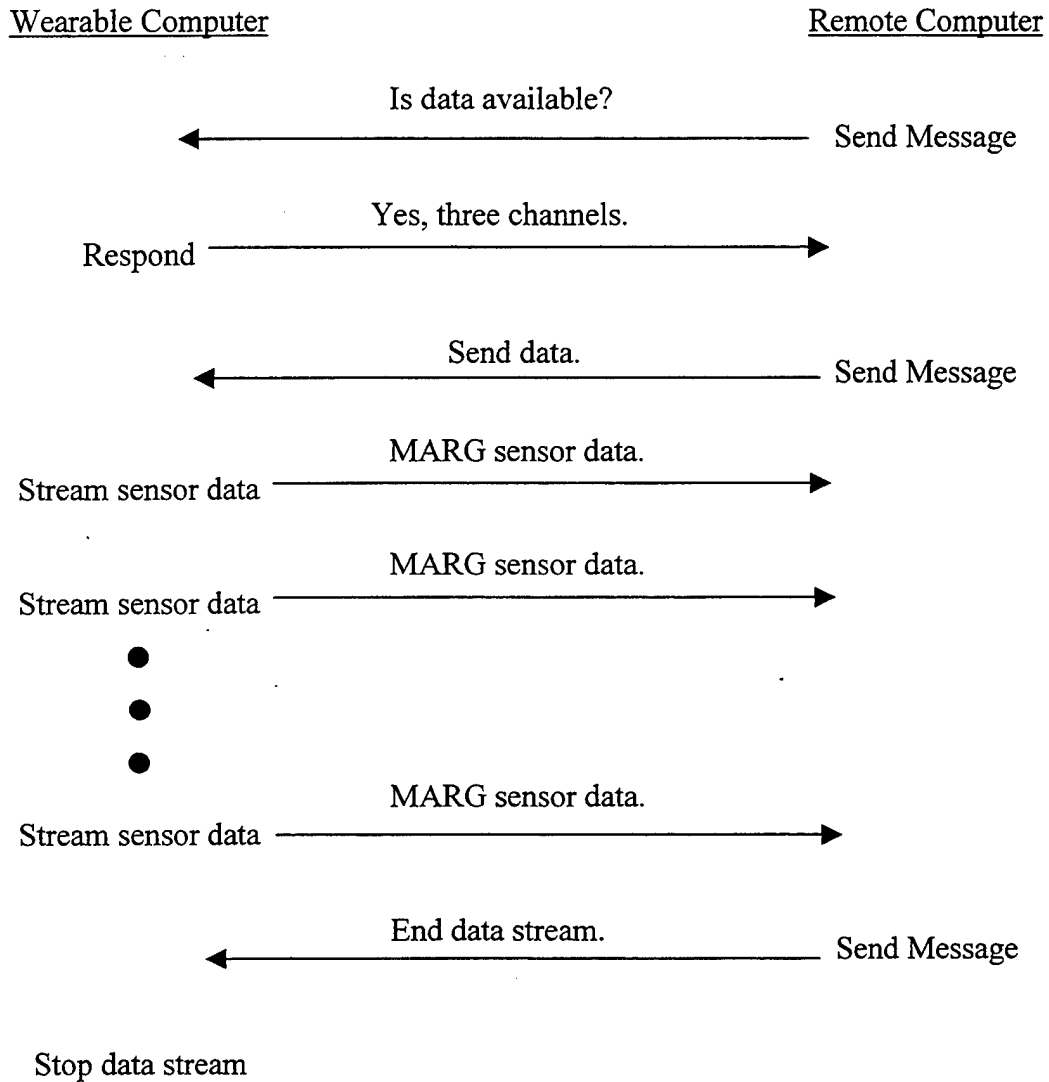 Wearable Computer Remote Computer
Is data available?
Send Message
Yes, three channels.
Respond
Send data.
Send Message
MARG sensor data.
Stream sensor data
MARG sensor data.
Stream sensor data
MARG sensor data.
Stream sensor data
End data stream.
Send Message
Stop data stream